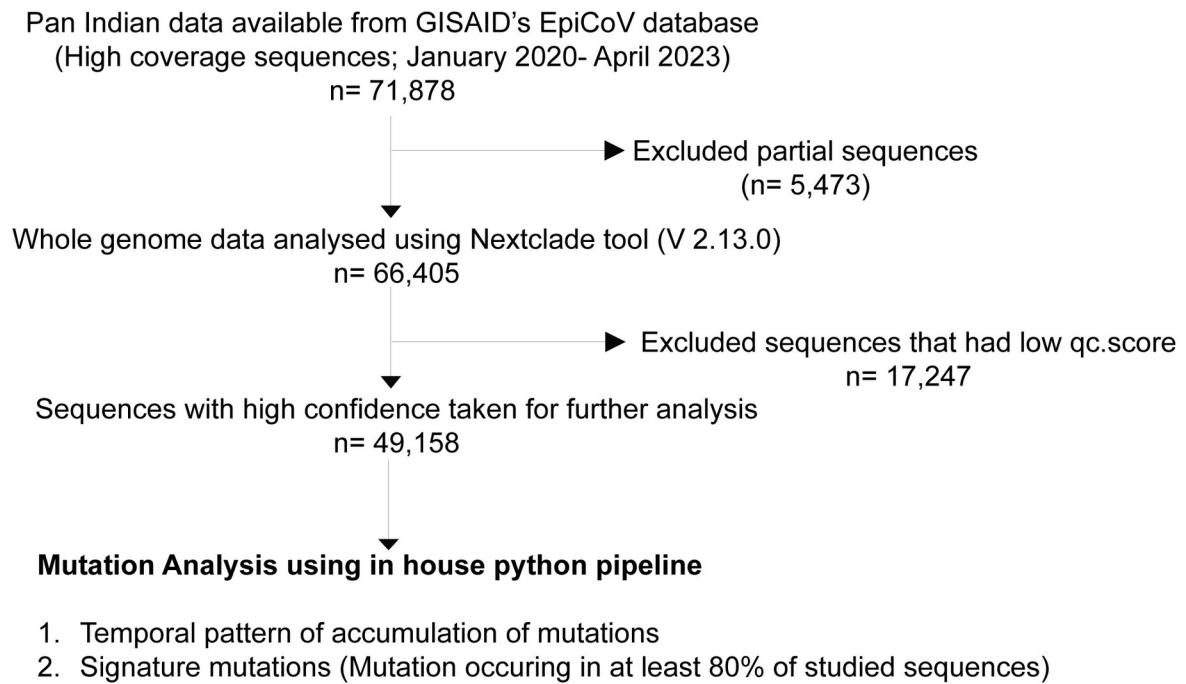 Pan Indian data available from GISAID's EpiCoV database
(High coverage sequences; January 2020- April 2023)
n= 71,878
Excluded partial sequences
(n= 5,473)
Whole genome data analysed using Nextclade tool (V 2.13.0)
n= 66,405
Excluded sequences that had low qc.score
n= 17,247
Sequences with high confidence taken for further analysis
n= 49,158
Mutation Analysis using in house python pipeline
1. Temporal pattern of accumulation of mutations
2. Signature mutations (Mutation occuring in at least 80% of studied sequences)